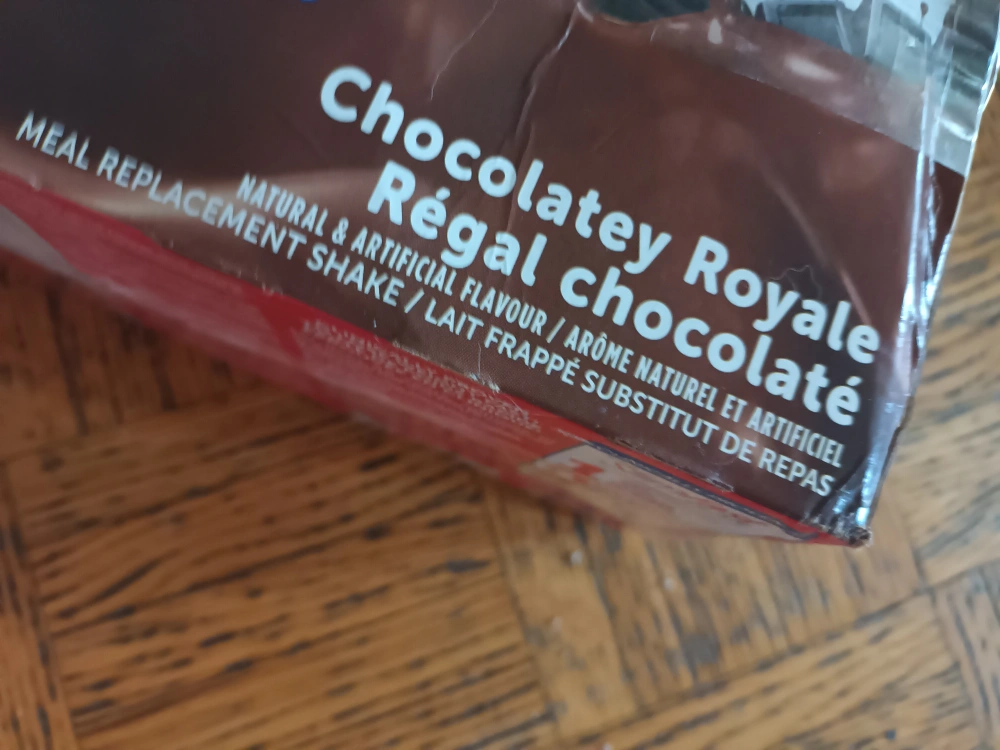 Chocolatey Royale
Régal chocolaté
NATURAL & ARTIFICIAL FLAVOUR / ARÔME NATUREL ET ARTIFICIEL
MEAL REPLACEMENT SHAKE / LAIT FRAPPÉ SUBSTITUT DE REPAS